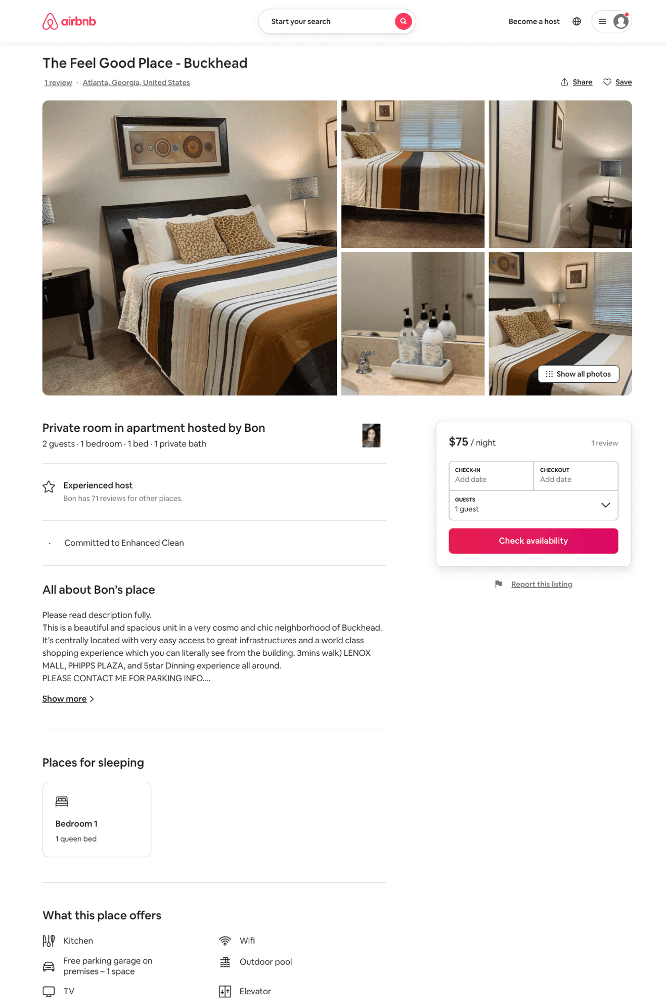 airbnb
Start your search
Become a host
The Feel Good Place - Buckhead
1 review · Atlanta, Georgia, United States
Share
Save
Show all photos
Private room in apartment hosted by Bon
2 guests · 1 bedroom · 1 bed · 1 private bath
$75 / night
1 review
CHECK-IN
Add date
CHECKOUT
Add date
GUESTS
1 guest
Check availability
Report this listing
Experienced host
Bon has 71 reviews for other places.
· Committed to Enhanced Clean
All about Bon’s place
Please read description fully.
This is a beautiful and spacious unit in a very cosmo and chic neighborhood of Buckhead.
It’s centrally located with very easy access to great infrastructures and a world class
shopping experience which you can literally see from the building. 3mins walk) LENOX
MALL, PHIPPS PLAZA, and 5star Dinning experience all around.
PLEASE CONTACT ME FOR PARKING INFO....
Show more
Places for sleeping
Bedroom 1
1 queen bed
What this place offers
Kitchen
Wifi
Free parking garage on
premises – 1 space
Outdoor pool
TV
Elevator